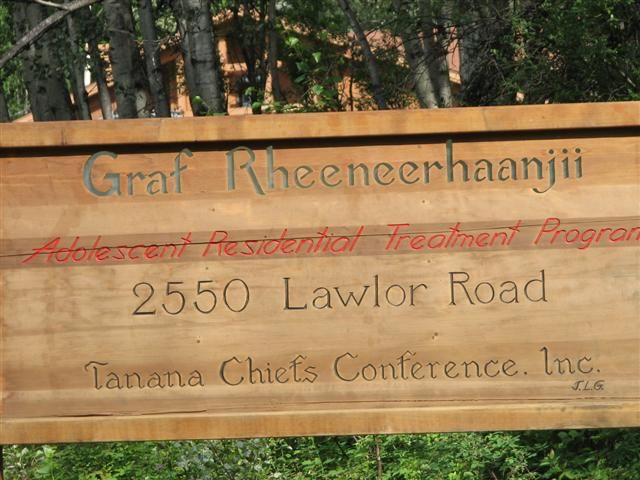 Graf Rheeneerhaanjii
Adolescent Residential Treatment Program
2550 Lawlor Road
Tanana Chiefs Conference. Inc.
J.L.G.